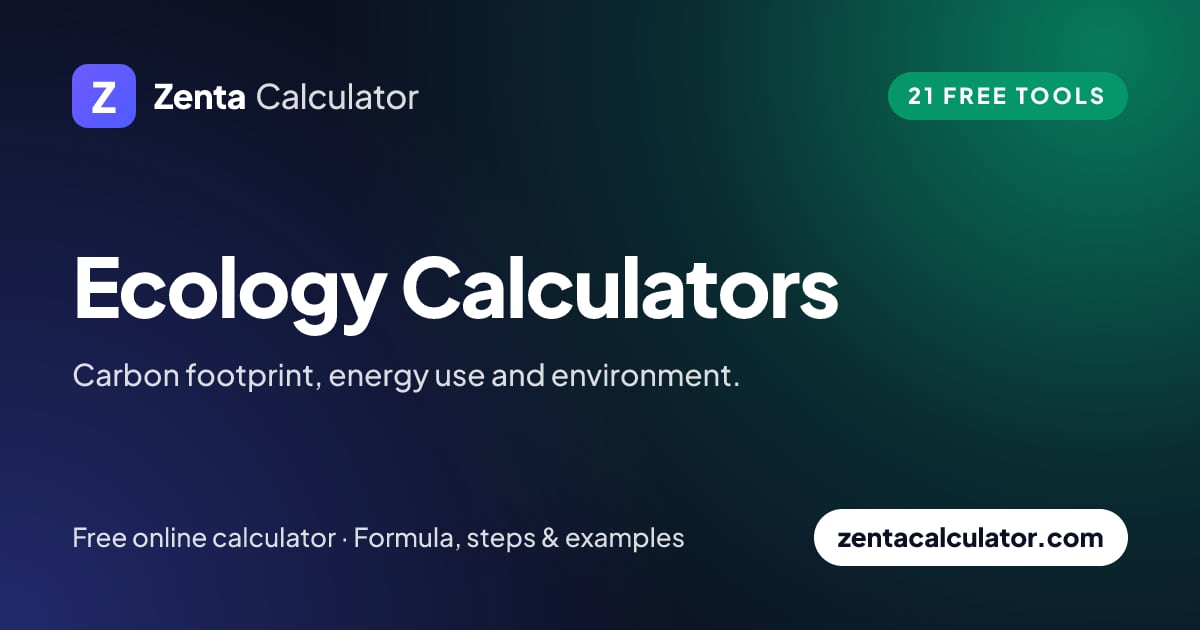 Z
Zenta Calculator
21 FREE TOOLS
Ecology Calculators
Carbon footprint, energy use and environment.
Free online calculator · Formula, steps & examples
zentacalculator.com